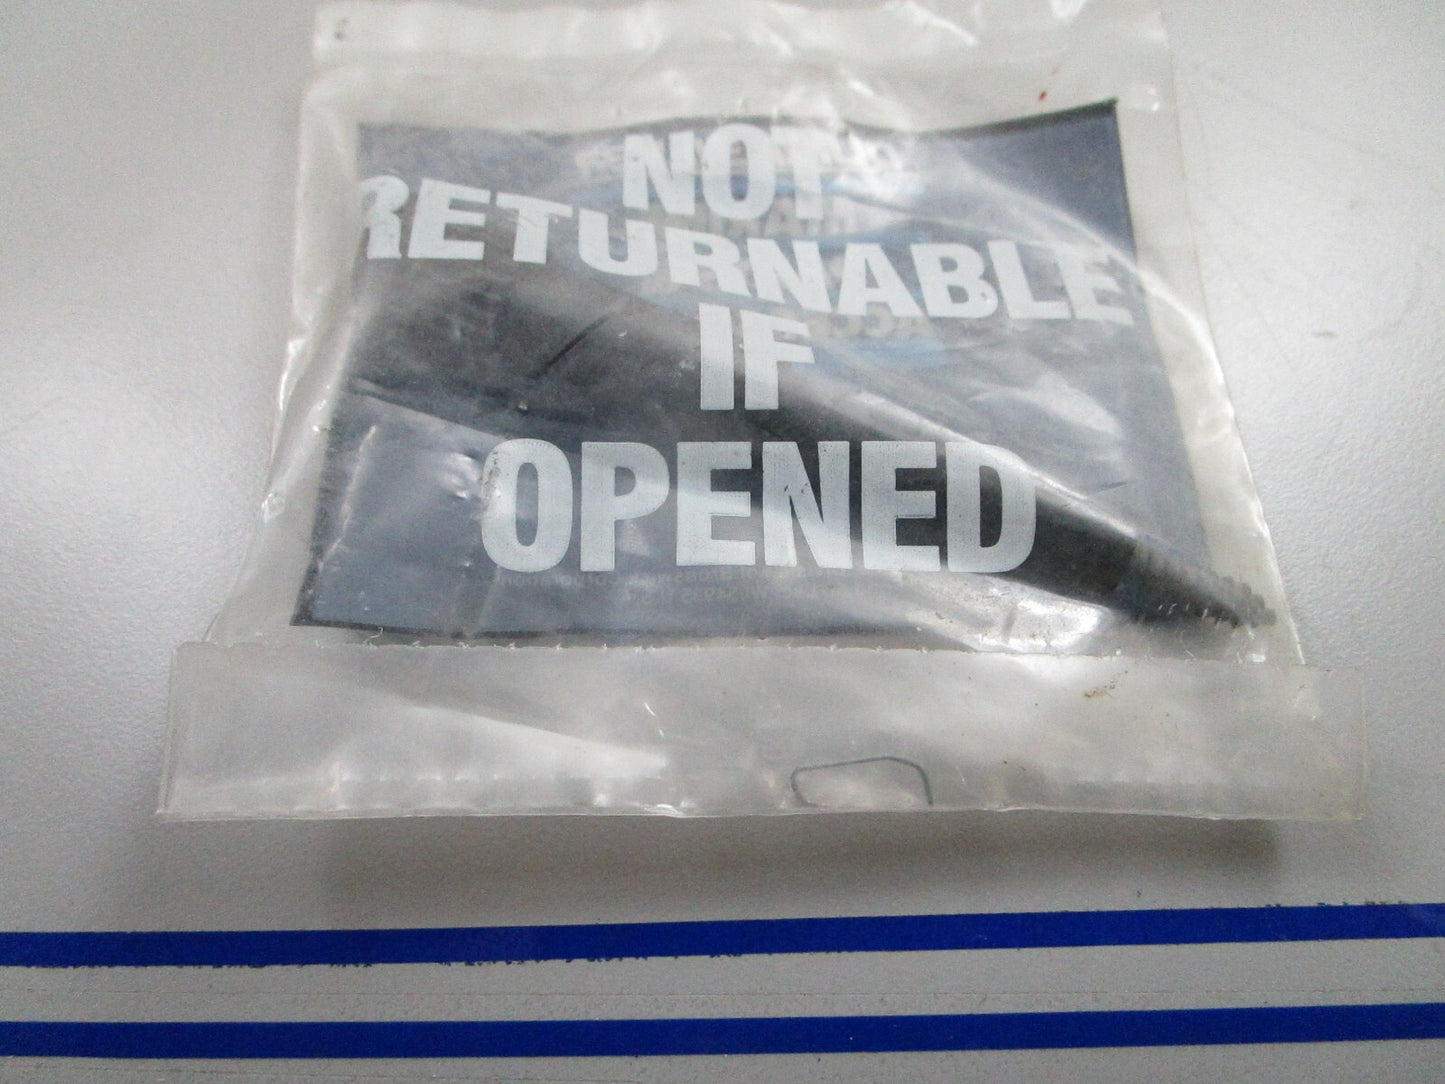 NOT
RETURNABLE
IF
OPENED